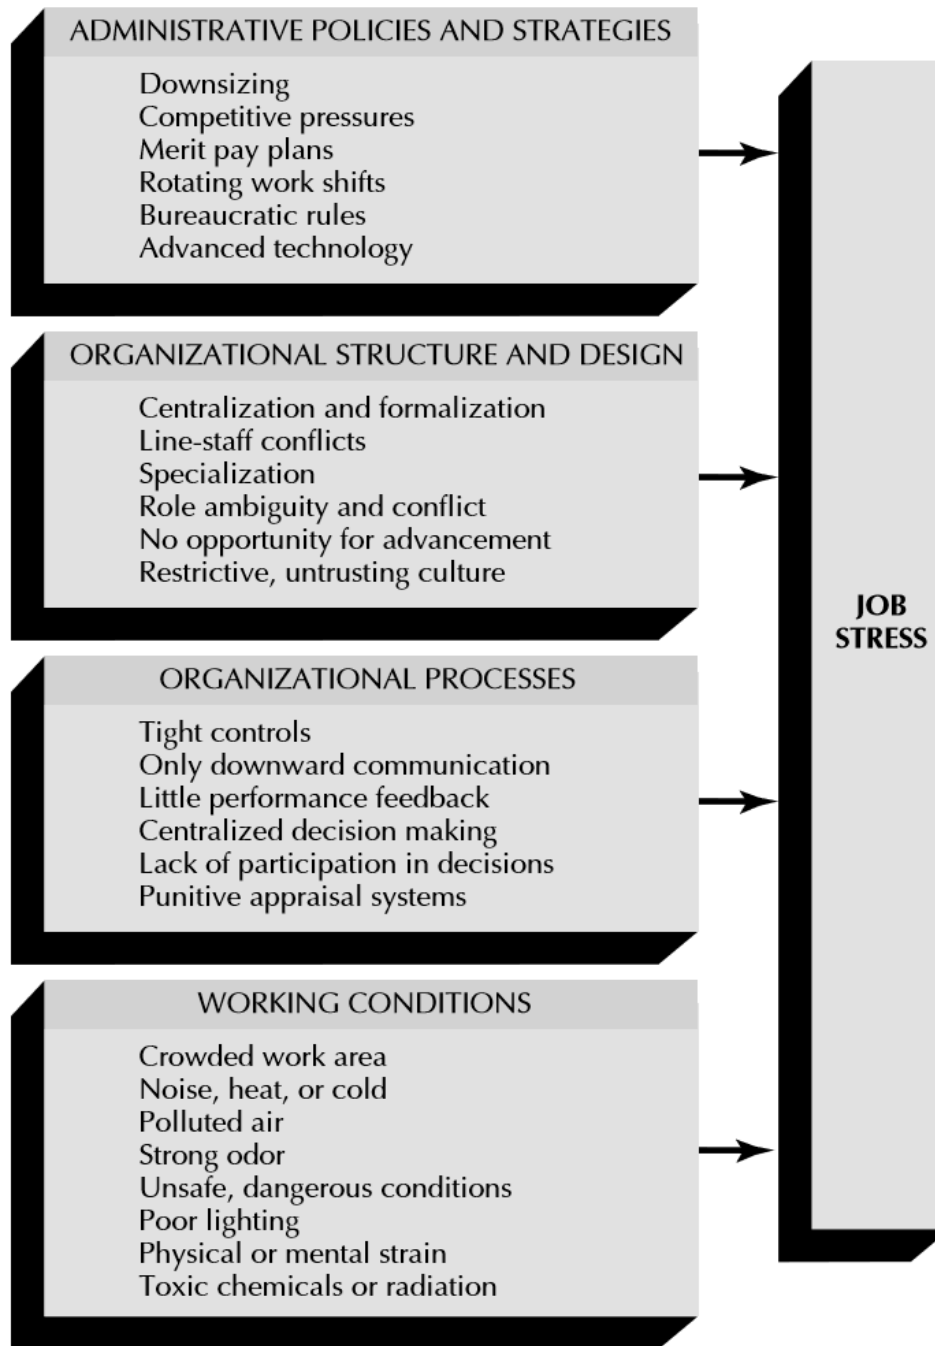 ADMINISTRATIVE POLICIES AND STRATEGIES
Downsizing
Competitive pressures
Merit pay plans
Rotating work shifts
Bureaucratic rules
Advanced technology
ORGANIZATIONAL STRUCTURE AND DESIGN
Centralization and formalization
Line-staff conflicts
Specialization
Role ambiguity and conflict
No opportunity for advancement
Restrictive, untrusting culture
ORGANIZATIONAL PROCESSES
Tight controls
Only downward communication
Little performance feedback
Centralized decision making
Lack of participation in decisions
Punitive appraisal systems
WORKING CONDITIONS
Crowded work area
Noise, heat, or cold
Polluted air
Strong odor
Unsafe, dangerous conditions
Poor lighting
Physical or mental strain
Toxic chemicals or radiation
JOB
STRESS